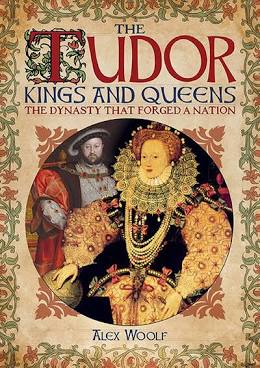 THE
TUDOR
KINGS AND QUEENS
THE DYNASTY THAT FORGED A NATION
ALEX WOOLF